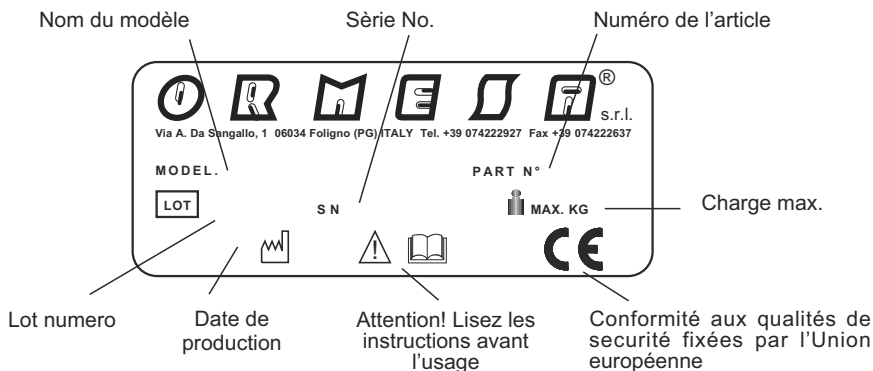 Nom du modèle
Sèrie No.
Numéro de l'article
ORMESA®
s.r.l.
Via A. Da Sangallo, 1 06034 Foligno (PG) ITALY Tel. +39 074222927 Fax +39 074222637
MODEL.
PART N°
LOT
SN
MAX. KG
Charge max.
CE
Lot numero
Date de
production
Attention! Lisez les
instructions avant
l'usage
Conformité aux qualités de
securité fixées par l'Union
européenne